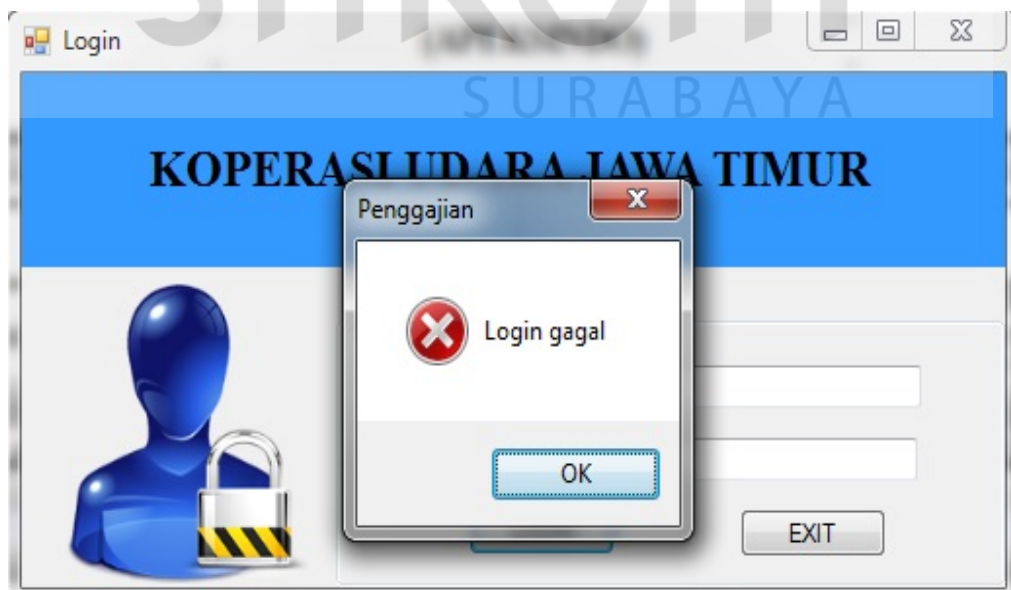 Login
SURABAYA
KOPERASI UDARA JAWA TIMUR
Penggajian
Login gagal
OK
EXIT